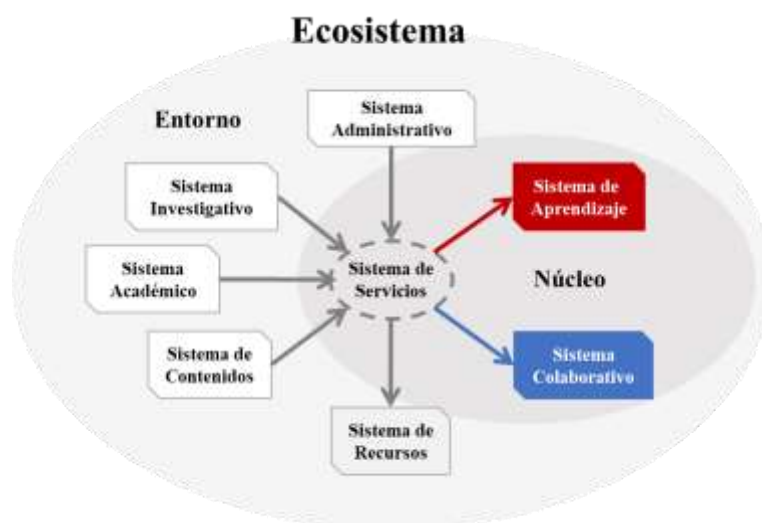 Ecosistema
Entorno
Sistema
Administrativo
Sistema
Investigativo
Sistema de
Aprendizaje
Sistema
Académico
Sistema de
Servicios
Núcleo
Sistema de
Contenidos
Sistema
Colaborativo
Sistema de
Recursos